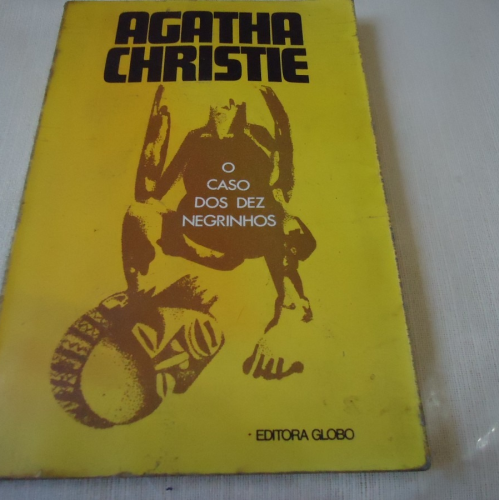 AGATHA
CHRISTIE
O
CASO
DOS DEZ
NEGRINHOS
EDITORA GLOBO